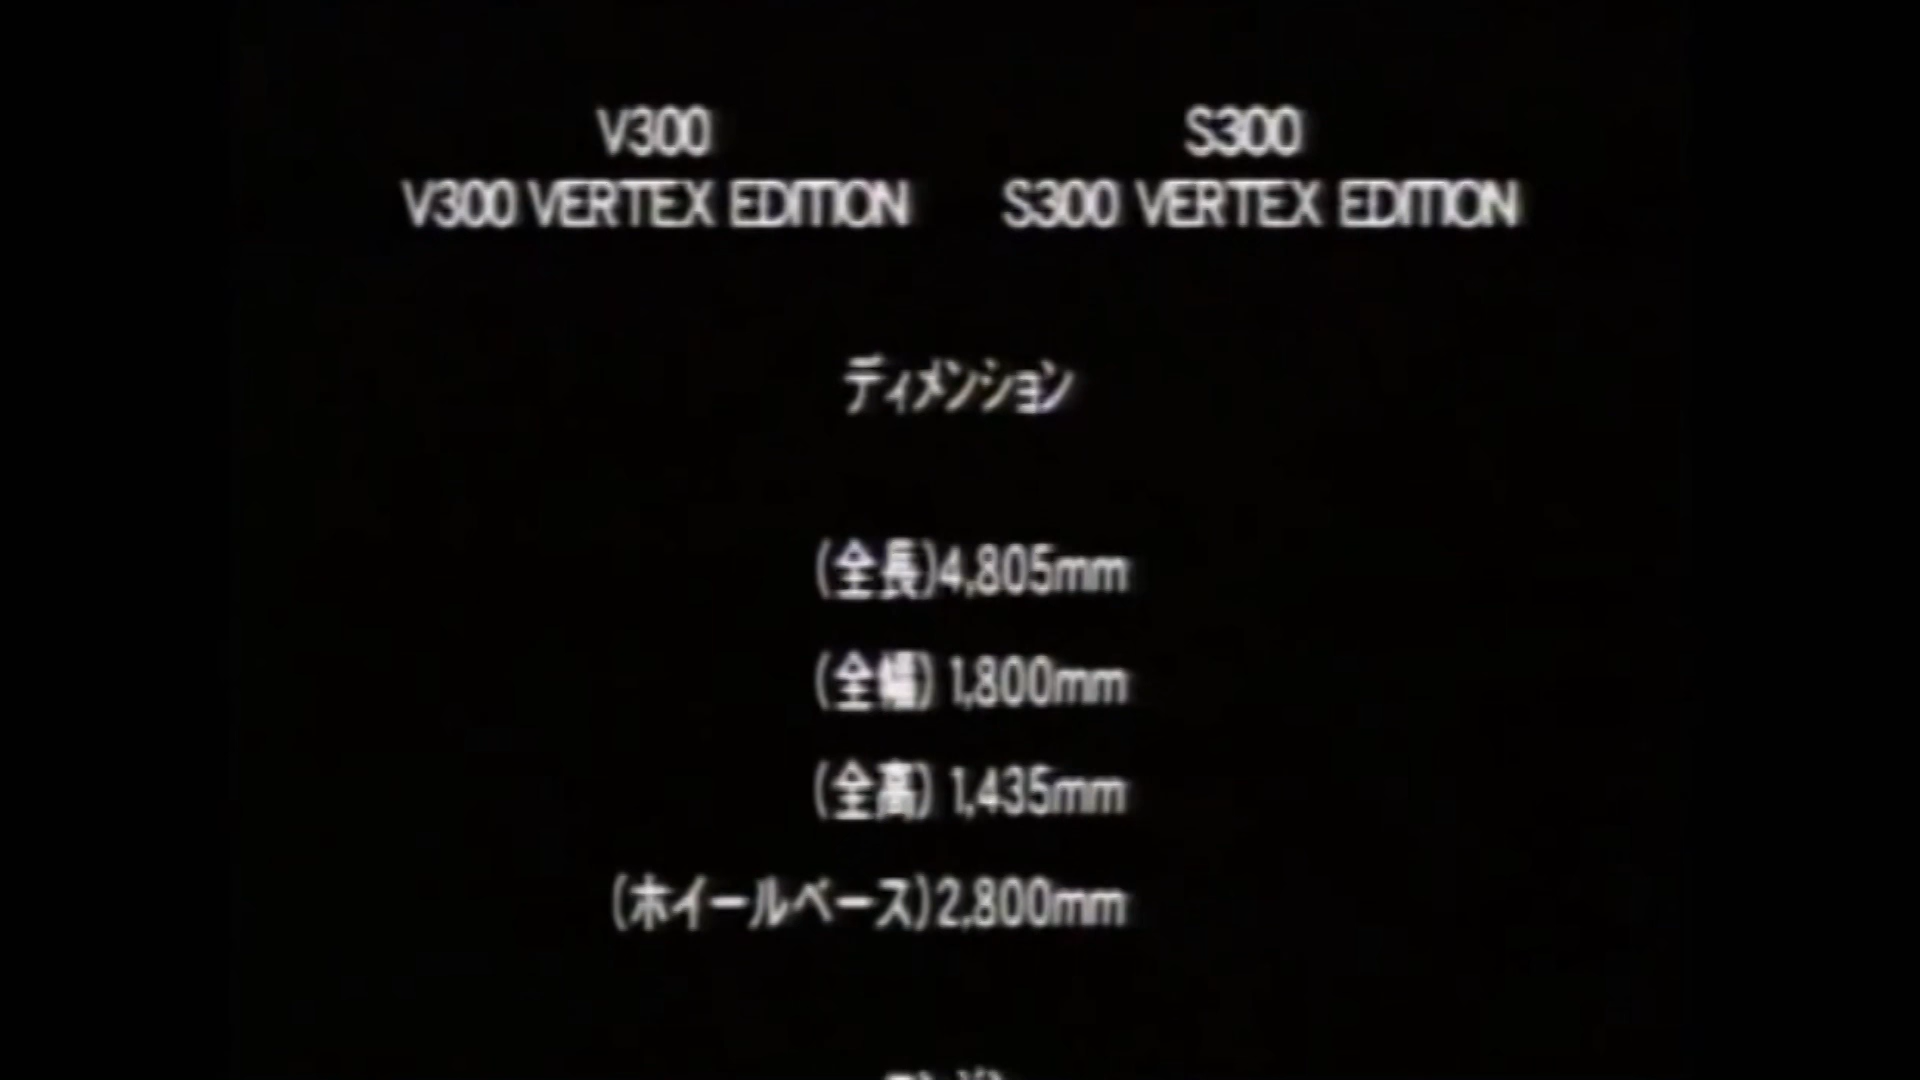 V300 S300
V300 VERTEX EDITION S300 VERTEX EDITION
ディメンション
(全長)4,805mm
(全幅) 1,800mm
(全高) 1,435mm
(ホイールベース)2,800mm